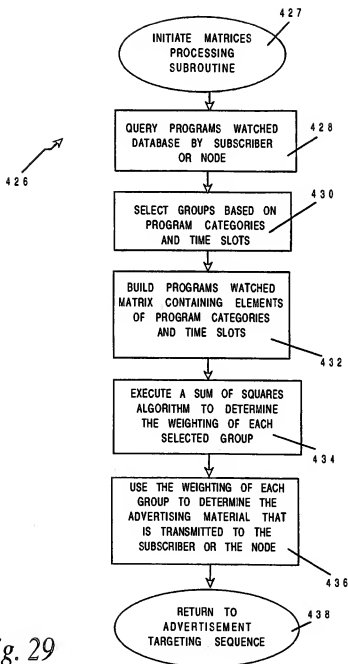 427
INITIATE MATRICES
PROCESSING
SUBROUTINE
QUERY PROGRAMS WATCHED
DATABASE BY SUBSCRIBER
OR NODE
428
426
430
SELECT GROUPS BASED ON
PROGRAM CATEGORIES
AND TIME SLOTS
BUILD PROGRAMS WATCHED
MATRIX CONTAINING ELEMENTS
OF PROGRAM CATEGORIES
AND TIME SLOTS
432
EXECUTE A SUM OF SQUARES
ALGORITHM TO DETERMINE
THE WEIGHTING OF EACH
SELECTED GROUP
434
USE THE WEIGHTING OF EACH
GROUP TO DETERMINE THE
ADVERTISING MATERIAL THAT
IS TRANSMITTED TO THE
SUBSCRIBER OR THE NODE
436
RETURN TO
ADVERTISEMENT
TARGETING SEQUENCE
438
g. 29